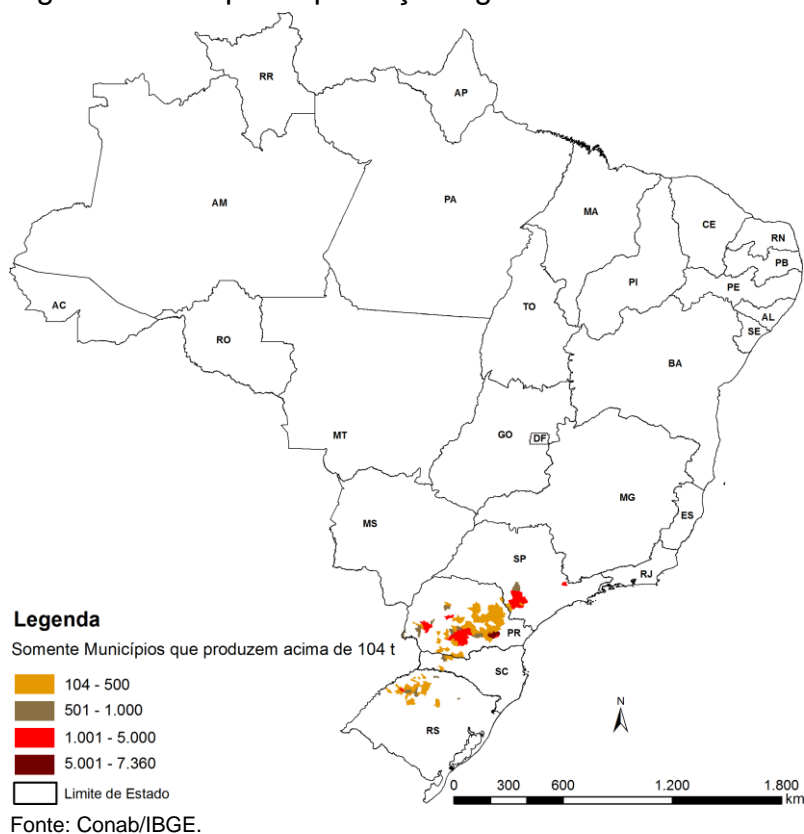 RR
AP
AM
PA
MA
CE
RN
PB
PI
PE
AL
SE
AC
TO
RO
BA
MT
GO
DF
MG
ES
MS
SP
RJ
PR
SC
RS
N
Legenda
Somente Municípios que produzem acima de 104 t
104 - 500
501 - 1.000
1.001 - 5.000
5.001 - 7.360
Limite de Estado
0 300 600 1.200 1.800
km
Fonte: Conab/IBGE.